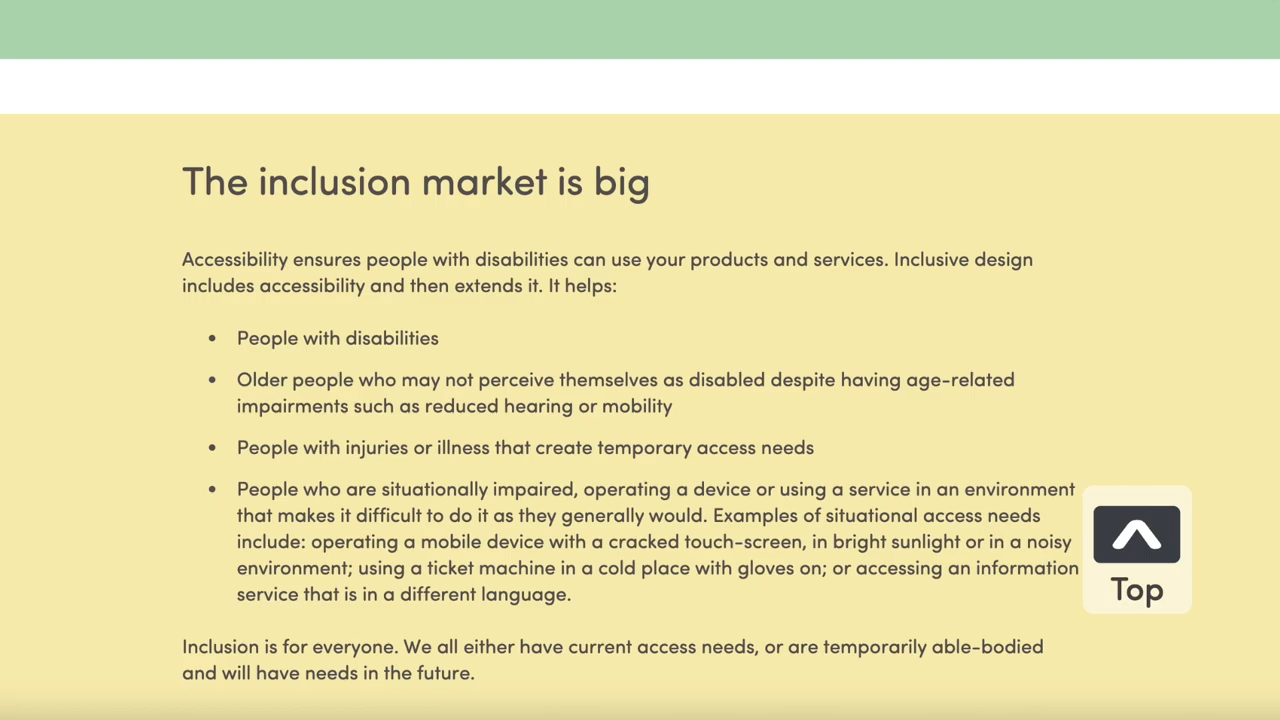 The inclusion market is big
Accessibility ensures people with disabilities can use your products and services. Inclusive design
includes accessibility and then extends it. It helps:
• People with disabilities
• Older people who may not perceive themselves as disabled despite having age-related
impairments such as reduced hearing or mobility
• People with injuries or illness that create temporary access needs
• People who are situationally impaired, operating a device or using a service in an environment
that makes it difficult to do it as they generally would. Examples of situational access needs
include: operating a mobile device with a cracked touch-screen, in bright sunlight or in a noisy
environment; using a ticket machine in a cold place with gloves on; or accessing an information
service that is in a different language.
Top
Inclusion is for everyone. We all either have current access needs, or are temporarily able-bodied
and will have needs in the future.